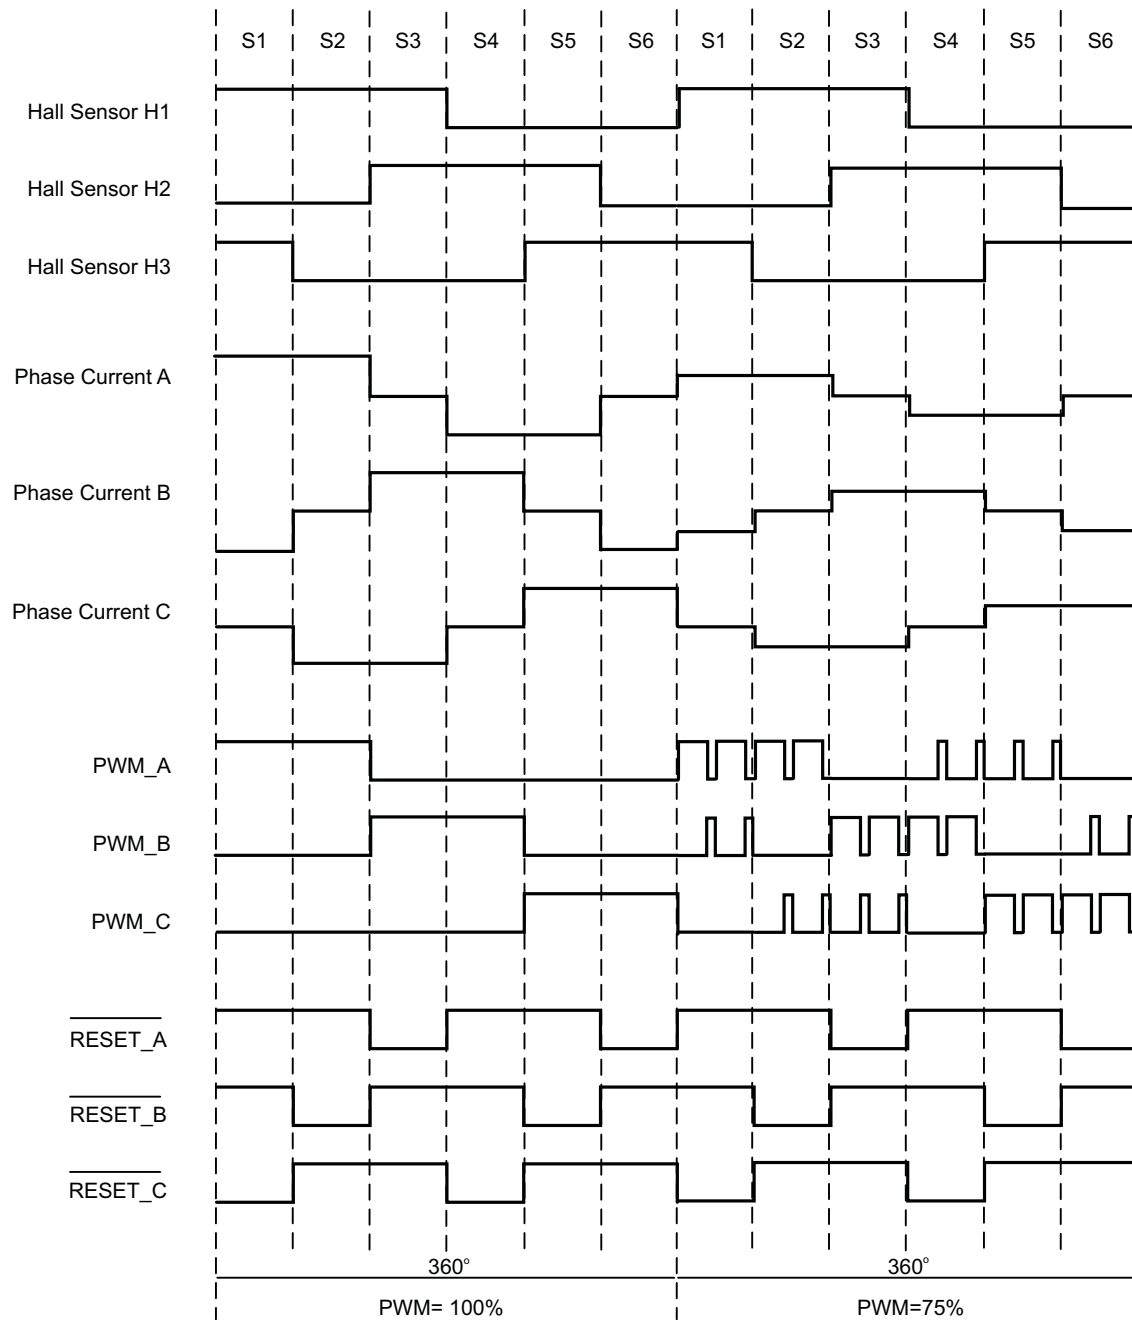 S1 S2 S3 S4 S5 S6 S1 S2 S3 S4 S5 S6
Hall Sensor H1
Hall Sensor H2
Hall Sensor H3
Phase Current A
Phase Current B
Phase Current C
PWM_A
PWM_B
PWM_C
RESET_A
RESET_B
RESET_C
360° 360°
PWM= 100% PWM=75%